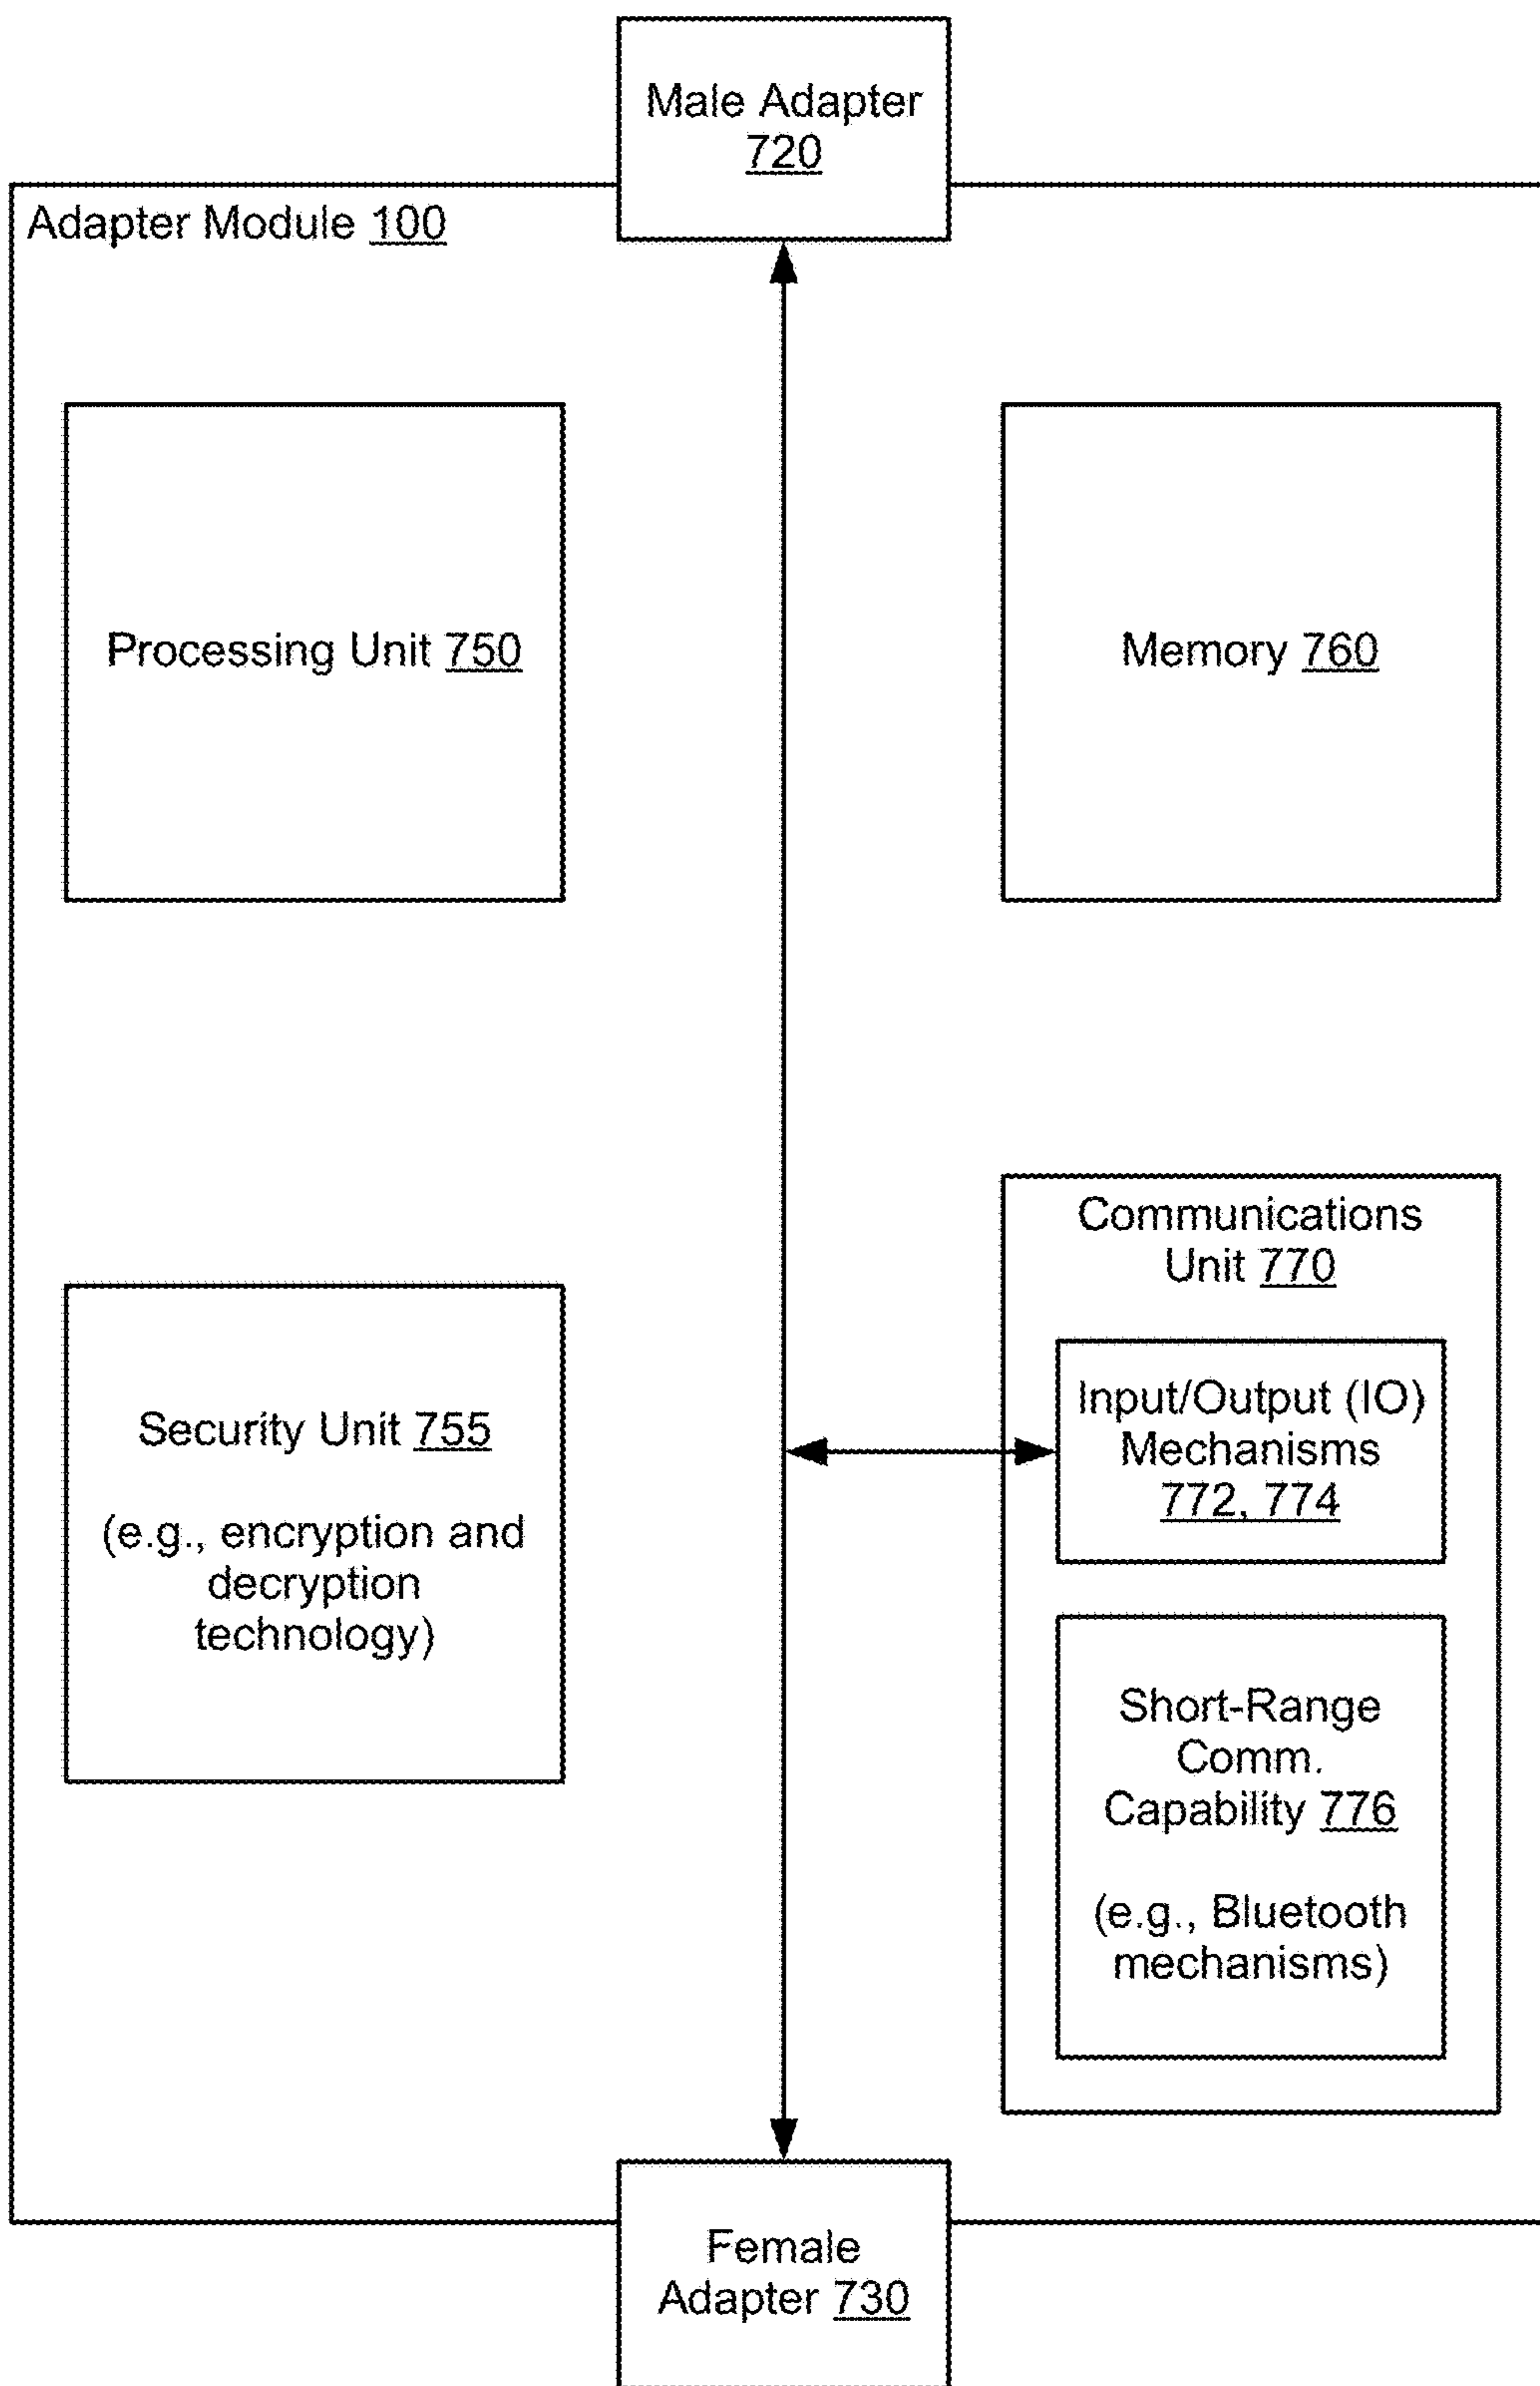 Male Adapter
720
Adapter Module 100
Processing Unit 750
Memory 760
Communications
Unit 770
Input/Output (IO)
Mechanisms
772, 774
Security Unit 755
(e.g., encryption and
decryption
technology)
Short-Range
Comm.
Capability 776
(e.g., Bluetooth
mechanisms)
Female
Adapter 730